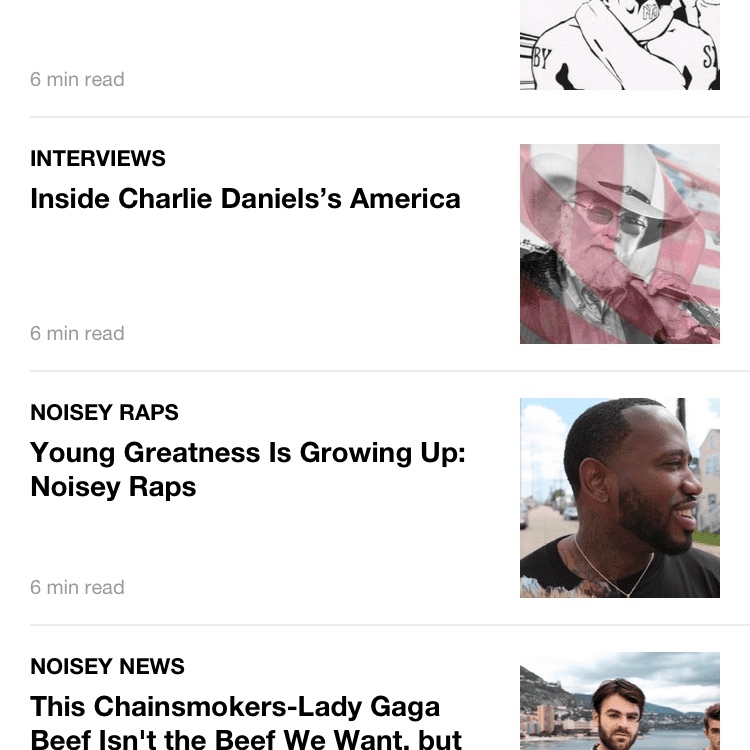 BY
6 min read
INTERVIEWS
Inside Charlie Daniels’s America
6 min read
NOISEY RAPS
Young Greatness Is Growing Up:
Noisey Raps
6 min read
NOISEY NEWS
This Chainsmokers-Lady Gaga
Beef Isn't the Beef We Want, but